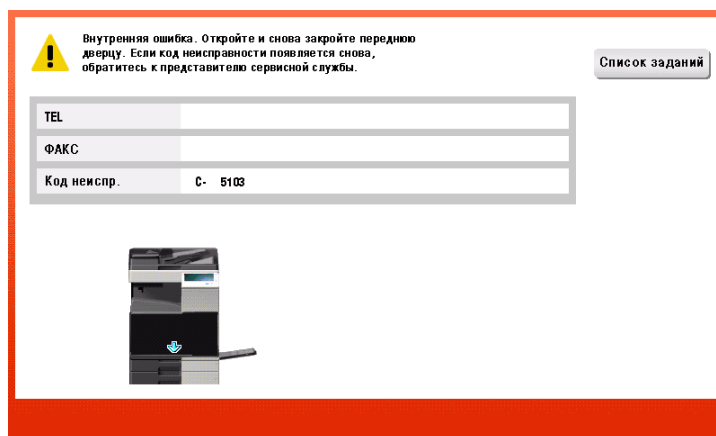 Внутренняя ошибка. Откройте и снова закройте переднюю
дверцу. Если код неисправности появляется снова,
обратитесь к представителю сервисной службы.
Список заданий
TEL
ФАКС
Код неиспр. C- 5103